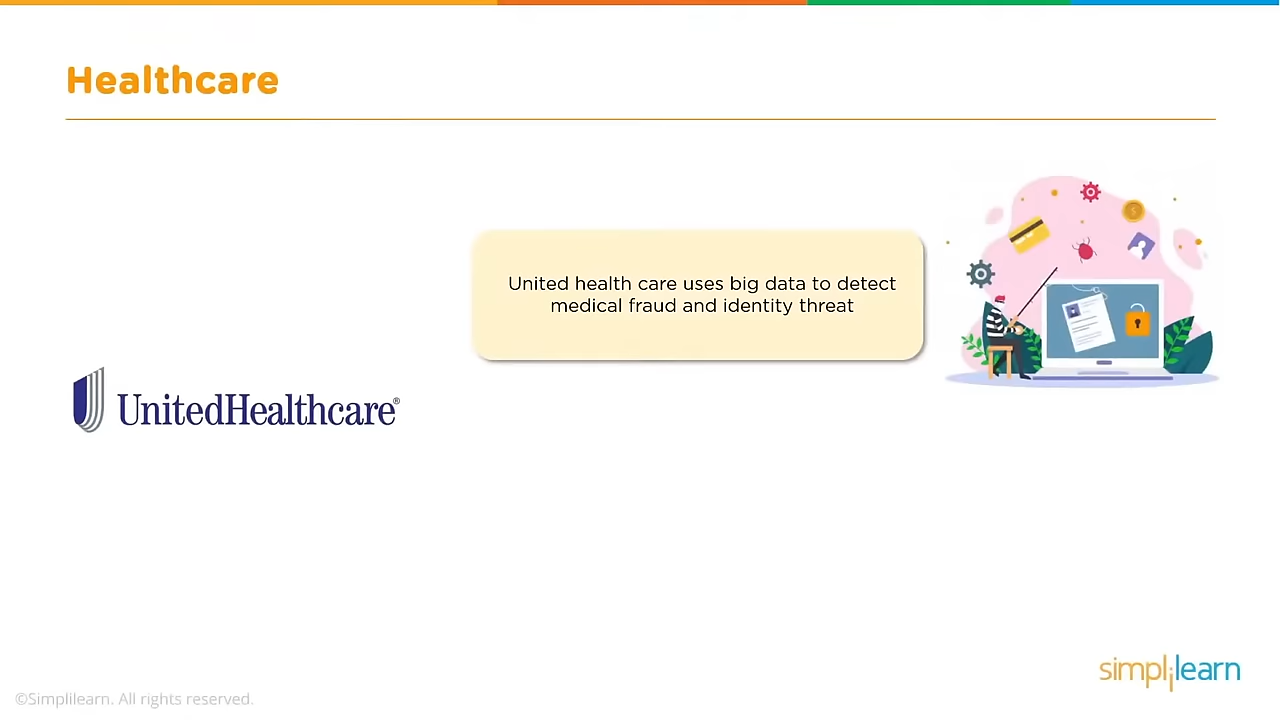 Healthcare
United health care uses big data to detect
medical fraud and identity threat
UnitedHealthcare®
simplilearn
©Simplilearn. All rights reserved.